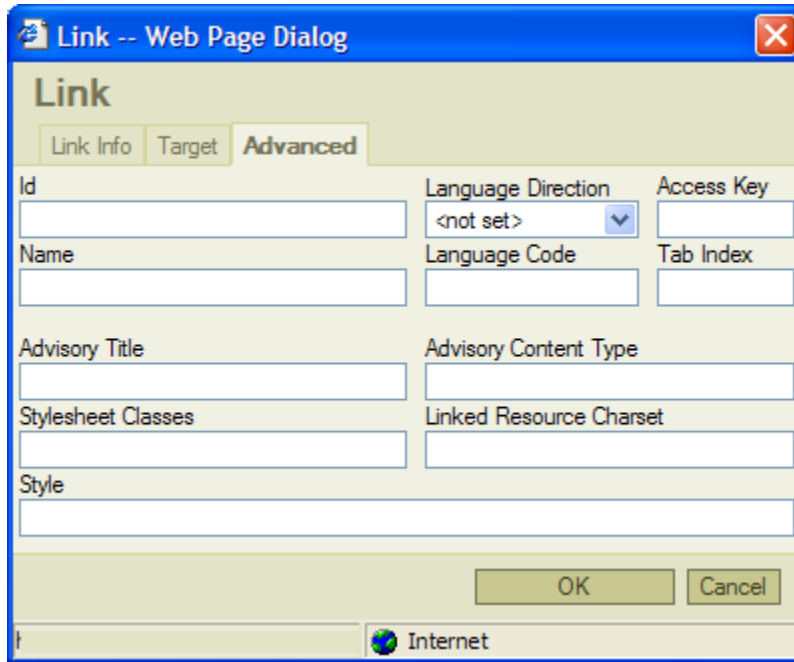 Link -- Web Page Dialog
Link
Link Info Target Advanced
Id Language Direction Access Key
<not set>
Name Language Code Tab Index
Advisory Title Advisory Content Type
Stylesheet Classes Linked Resource Charset
Style
OK Cancel
Internet